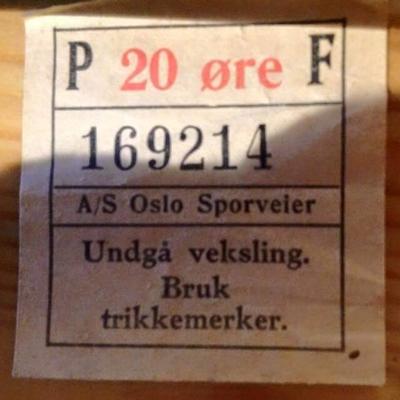 P 20 øre F
169214
A/S Oslo Sporveier
Undgå veksling.
Bruk
trikkemerker.